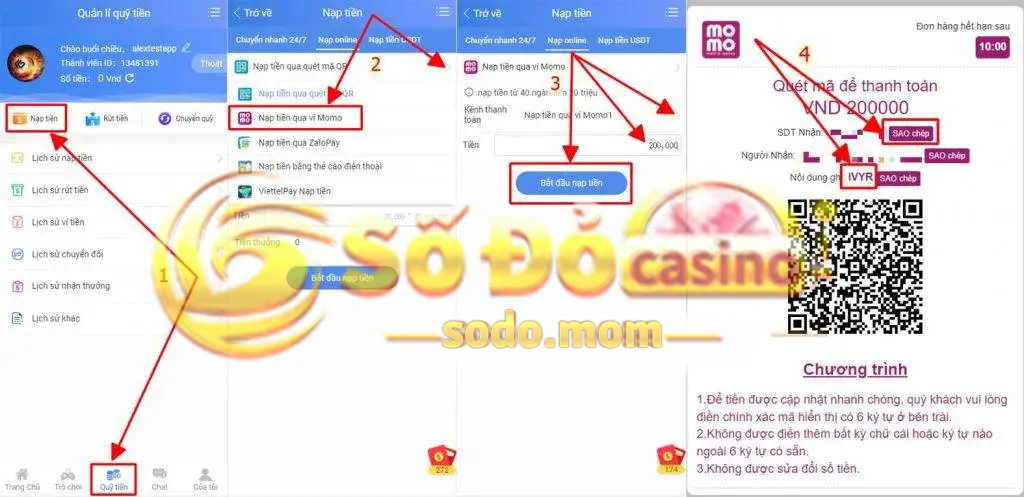 Quản lí quỹ tiền
Chào buổi chiều, alextestapp
Thành viên ID : 13481391
Số tiền : 0 Vnd
Thoát
Nạp tiền
Rút tiền
Chuyển quỹ
Lịch sử nạp tiền
Lịch sử rút tiền
Lịch sử ví tiền
Lịch sử chuyển đổi
Lịch sử nhận thưởng
Lịch sử khác
1
Trang Chủ
Trò chơi
Quỹ tiền
Chat
Của tôi
Trở về
Nạp tiền
Chuyển nhanh 24/7
Nạp online
Nạp tiền USDT
2
Nạp tiền qua quét mã QR
Nạp tiền qua quét QR
Nạp tiền qua ví Momo
Nạp tiền qua ZaloPay
Nạp tiền bằng thẻ cào điện thoại
ViettelPay Nạp tiền
Tiền
Tiền thưởng 0
Bắt đầu nạp tiền
272
Trở về
Nạp tiền
Chuyển nhanh 24/7
Nạp online
Nạp tiền USDT
Nạp tiền qua ví Momo
3
nạp tiền từ 40 ngàn đến 20 triệu
Kênh thanh toán
Nạp tiền qua ví Momo1
Tiền
200,000
Bắt đầu nạp tiền
174
SỐ ĐỎ casino
sodo.mom
momo
Đơn hàng hết hạn sau
10:00
4
Quét mã để thanh toán
VND 200000
SDT Nhận:
SAO chép
Người Nhận:
SAO chép
Nội dung gh
IVYR
SAO chép
Chương trình
1.Để tiền được cập nhật nhanh chóng, quý khách vui lòng
điền chính xác mã hiển thị có 6 ký tự ở bên trái.
2.Không được điền thêm bất kỳ chữ cái hoặc ký tự nào
ngoài 6 ký tự có sẵn.
3.Không được sửa đổi số tiền.